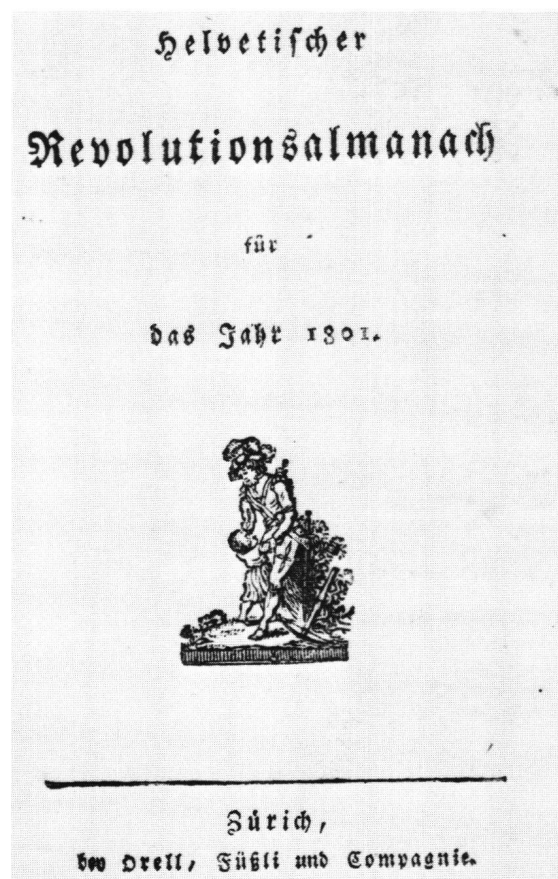 Helvetischer
Revolutionsalmanach
für
das Jahr 1801.
Zürich,
bey Orell, Füßli und Compagnie.